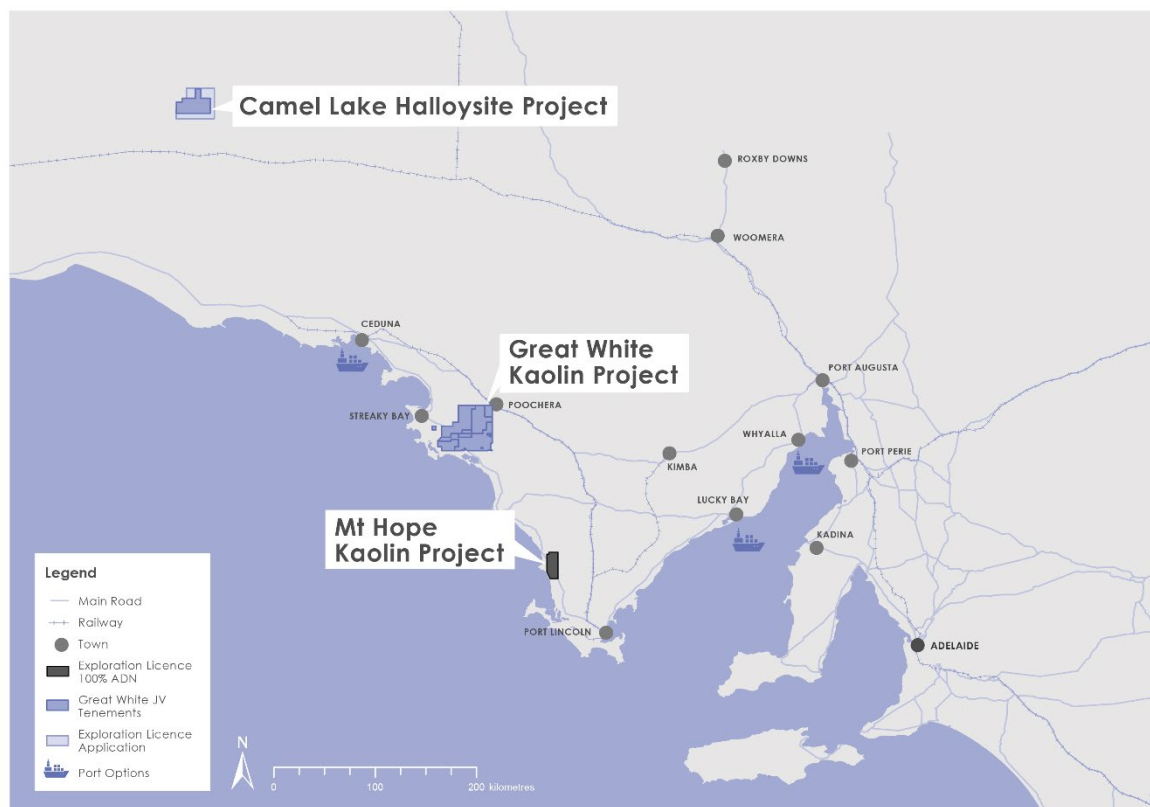 Camel Lake Halloysite Project
ROXBY DOWNS
WOOMERA
CEDUNA
Great White
Kaolin Project
PORT AUGUSTA
POOCHERA
STREAKY BAY
WHYALLA
KIMBA
PORT PERIE
LUCKY BAY
Mt Hope
Kaolin Project
KADINA
PORT LINCOLN
ADELAIDE
Legend
Main Road
Railway
Town
Exploration Licence
100% ADN
Great White JV
Tenements
Exploration Licence
Application
Port Options
N
0 100 200 kilometres